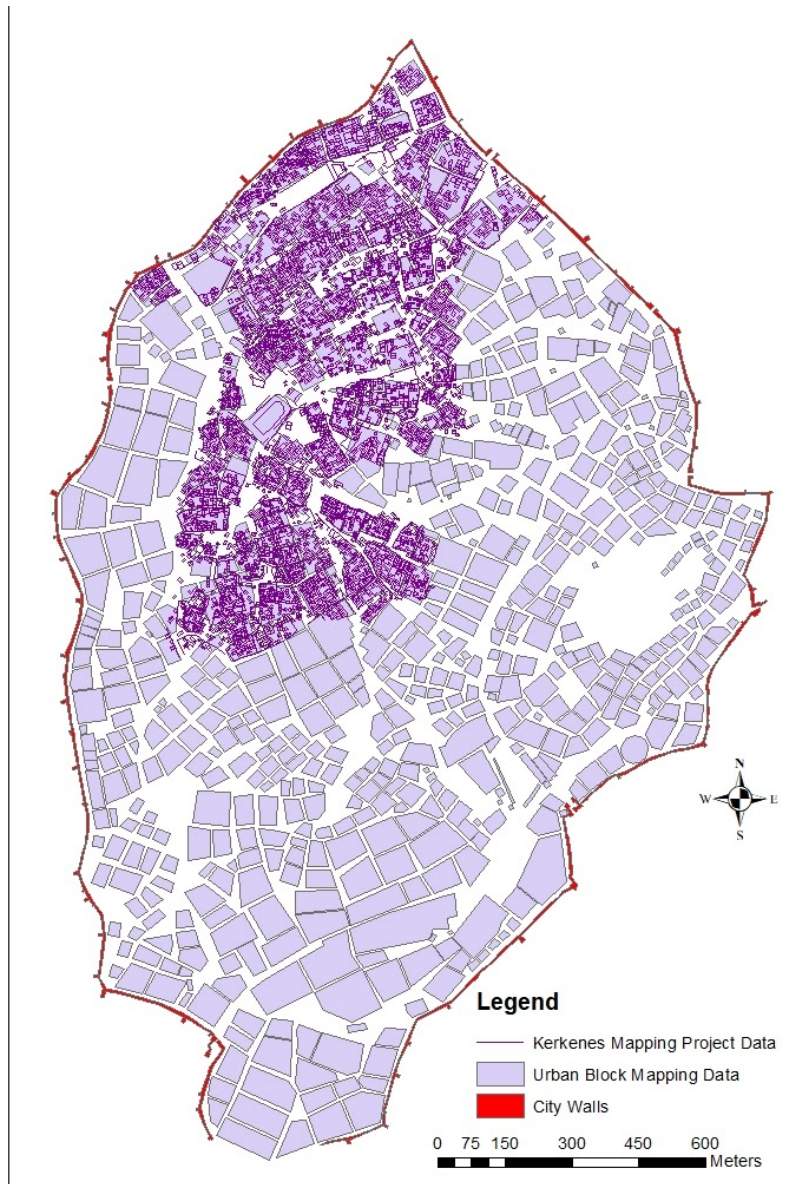 N
W E
S
Legend
Kerkenes Mapping Project Data
Urban Block Mapping Data
City Walls
0 75 150 300 450 600
Meters